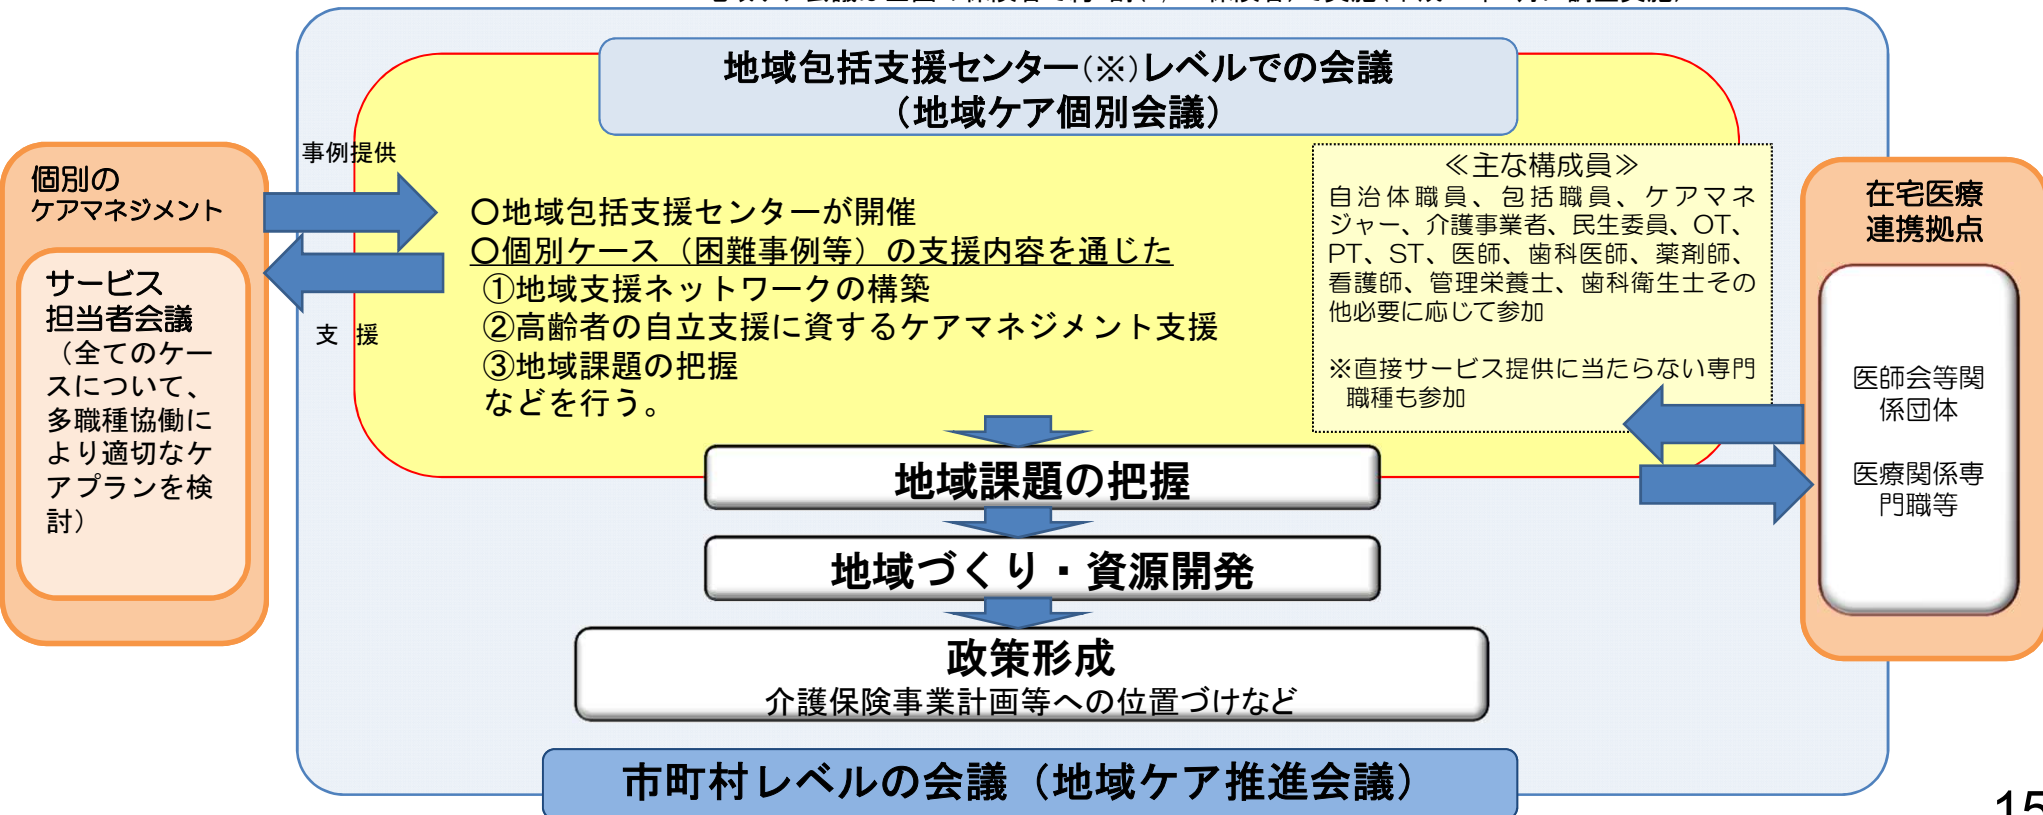 地域包括支援センター(※)レベルでの会議
（地域ケア個別会議）
事例提供
個別の
ケアマネジメント
サービス
担当者会議
（全てのケー
スについて、
多職種協働に
より適切なケ
アプランを検
討）
支 援
〇地域包括支援センターが開催
〇個別ケース（困難事例等）の支援内容を通じた
①地域支援ネットワークの構築
②高齢者の自立支援に資するケアマネジメント支援
③地域課題の把握
などを行う。
≪主な構成員≫
自治体職員、包括職員、ケアマネ
ジャー、介護事業者、民生委員、OT、
PT、ST、医師、歯科医師、薬剤師、
看護師、管理栄養士、歯科衛生士その
他必要に応じて参加
※直接サービス提供に当たらない専門
職種も参加
在宅医療
連携拠点
医師会等関
係団体
医療関係専
門職等
地域課題の把握
地域づくり・資源開発
政策形成
介護保険事業計画等への位置づけなど
市町村レベルの会議（地域ケア推進会議）
15